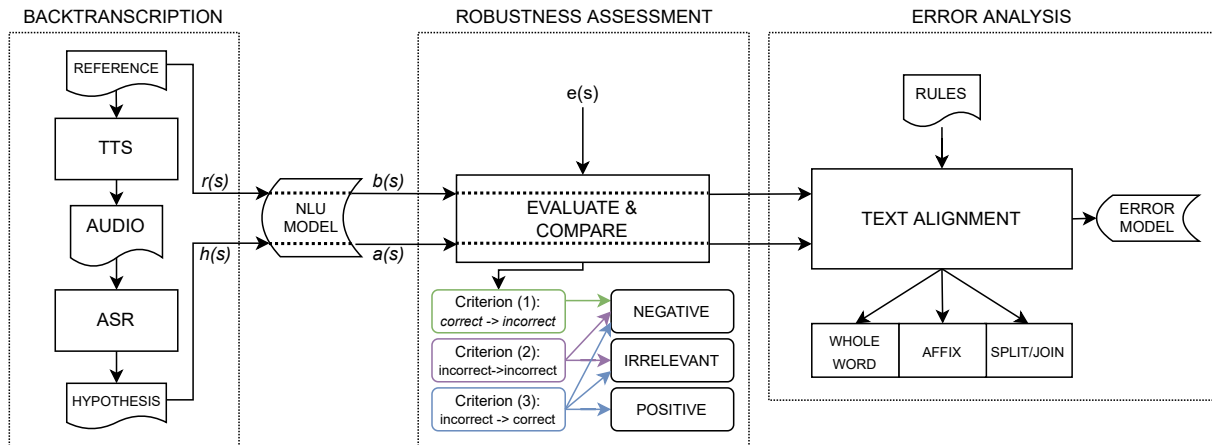 BACKTRANSCRIPTION
REFERENCE
TTS
AUDIO
ASR
HYPOTHESIS
r(s)
h(s)
NLU
MODEL
b(s)
a(s)
ROBUSTNESS ASSESSMENT
e(s)
EVALUATE &
COMPARE
Criterion (1):
correct -> incorrect
Criterion (2):
incorrect->incorrect
Criterion (3):
incorrect -> correct
NEGATIVE
IRRELEVANT
POSITIVE
ERROR ANALYSIS
RULES
TEXT ALIGNMENT
ERROR
MODEL
WHOLE
WORD
AFFIX
SPLIT/JOIN